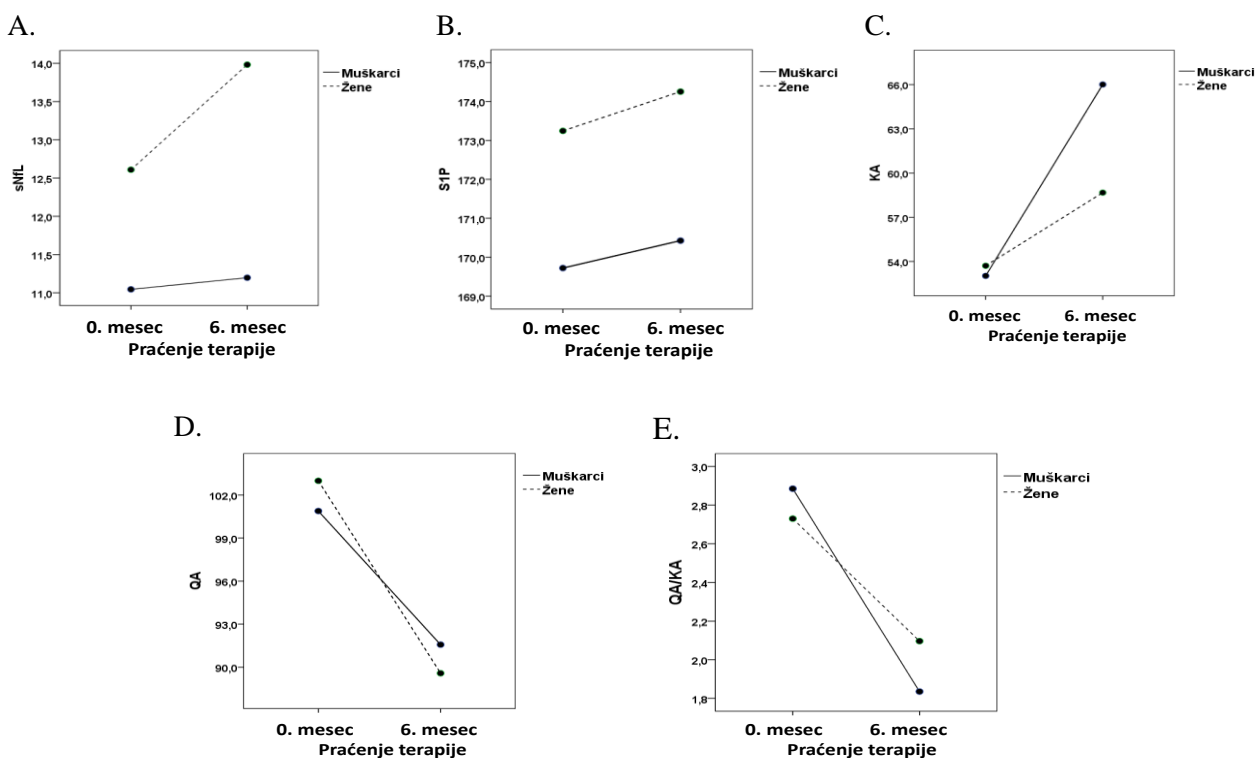 A.
14,0
13,5
13,0
12,5
12,0
11,5
11,0
sNfL
Muškarci
Žene
0. mesec 6. mesec
Praćenje terapije
B.
175,0
174,0
173,0
172,0
171,0
170,0
169,0
S1P
Muškarci
Žene
0. mesec 6. mesec
Praćenje terapije
C.
66,0
63,0
60,0
57,0
54,0
KA
Muškarci
Žene
0. mesec 6. mesec
Praćenje terapije
D.
102,0
99,0
96,0
93,0
90,0
QA
Muškarci
Žene
0. mesec 6. mesec
Praćenje terapije
E.
3,0
2,8
2,6
2,4
2,2
2,0
1,8
QA/KA
Muškarci
Žene
0. mesec 6. mesec
Praćenje terapije